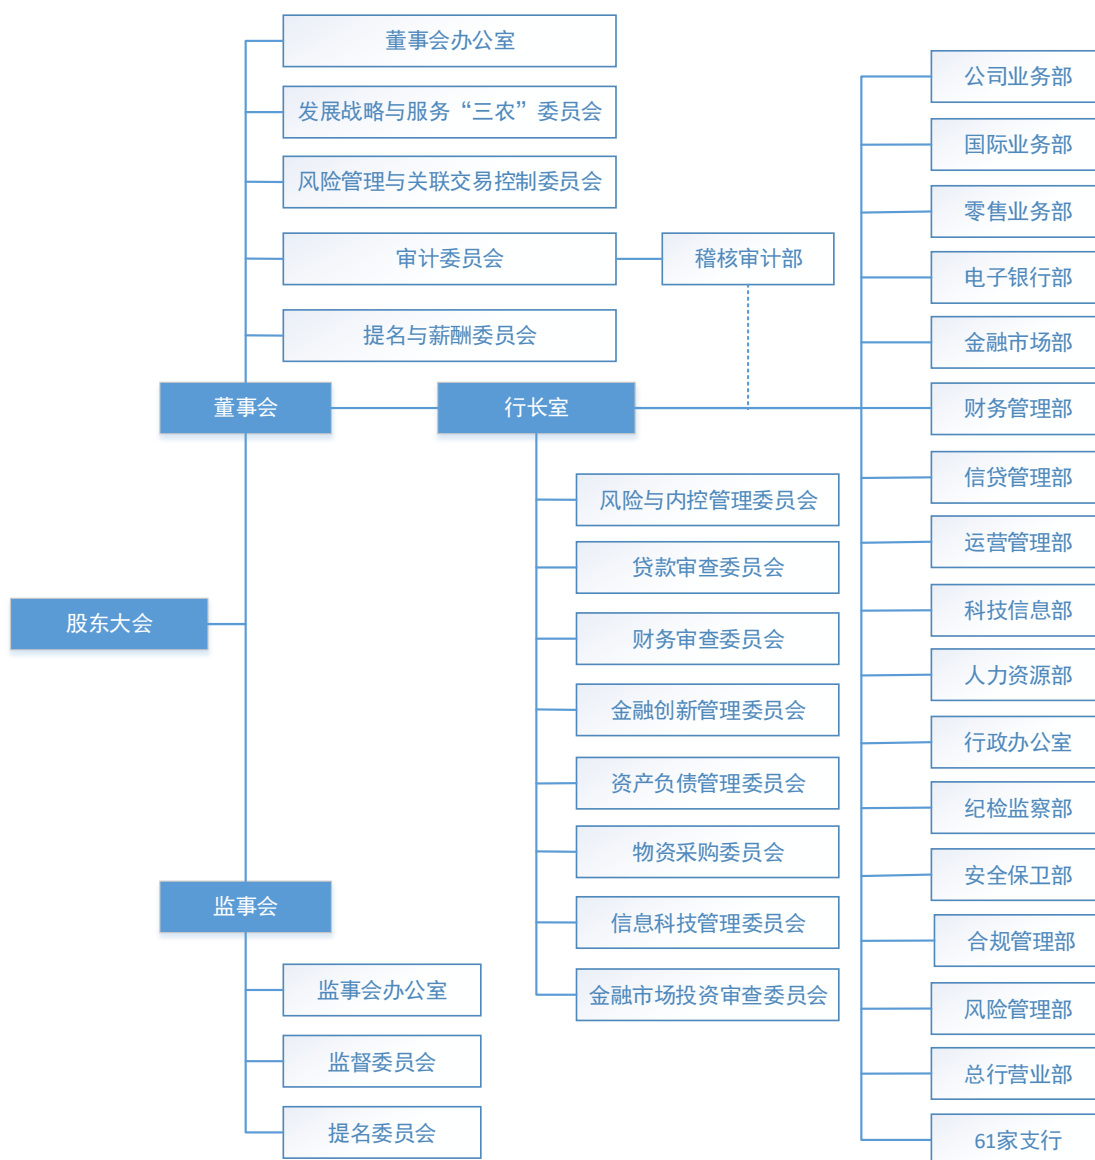 董事会办公室
发展战略与服务“三农”委员会
风险管理与关联交易控制委员会
审计委员会
稽核审计部
提名与薪酬委员会
董事会
行长室
风险与内控管理委员会
贷款审查委员会
财务审查委员会
金融创新管理委员会
资产负债管理委员会
物资采购委员会
信息科技管理委员会
金融市场投资审查委员会
股东大会
监事会
监事会办公室
监督委员会
提名委员会
公司业务部
国际业务部
零售业务部
电子银行部
金融市场部
财务管理部
信贷管理部
运营管理部
科技信息部
人力资源部
行政办公室
纪检监察部
安全保卫部
合规管理部
风险管理部
总行营业部
61家支行